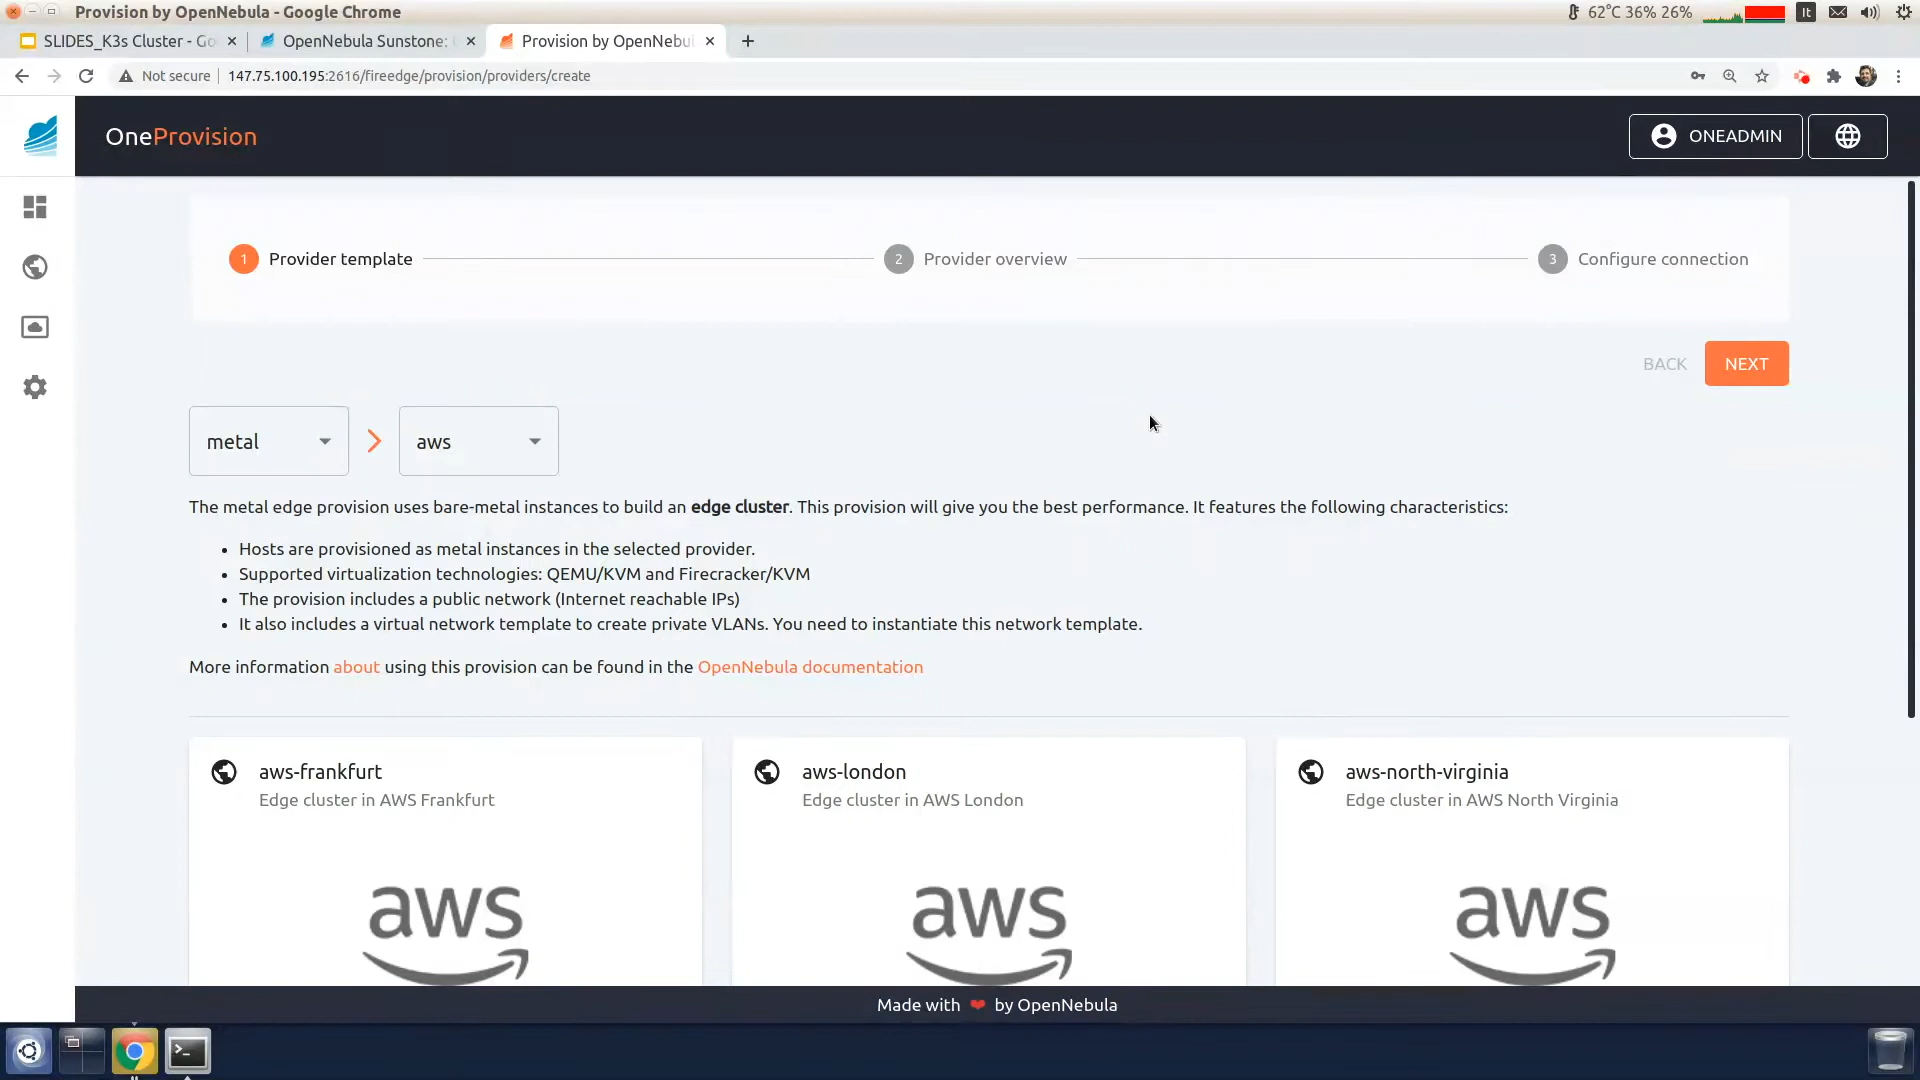 Provision by OpenNebula - Google Chrome
62°C 36% 26%
It
SLIDES_K3s Cluster - Go
OpenNebula Sunstone:
Provision by OpenNebu
Not secure
147.75.100.195:2616/fireedge/provision/providers/create
OneProvision
ONEADMIN
1 Provider template
2 Provider overview
3 Configure connection
BACK
NEXT
metal
aws
The metal edge provision uses bare-metal instances to build an edge cluster. This provision will give you the best performance. It features the following characteristics:
• Hosts are provisioned as metal instances in the selected provider.
• Supported virtualization technologies: QEMU/KVM and Firecracker/KVM
• The provision includes a public network (Internet reachable IPs)
• It also includes a virtual network template to create private VLANs. You need to instantiate this network template.
More information about using this provision can be found in the OpenNebula documentation
aws-frankfurt
Edge cluster in AWS Frankfurt
aws
aws-london
Edge cluster in AWS London
aws
aws-north-virginia
Edge cluster in AWS North Virginia
aws
Made with ❤ by OpenNebula